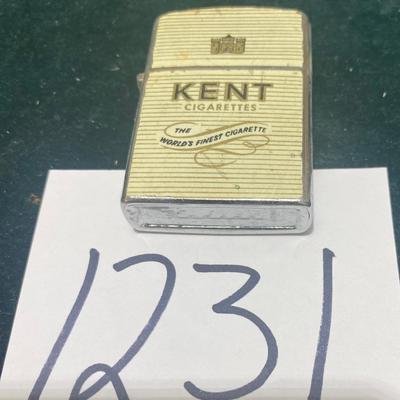 KENT
CIGARETTES
THE
WORLD'S FINEST CIGARETTE
1231